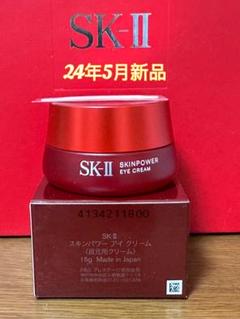 SK-II
24年5月新品
SK-II SKINPOWER
EYE CREAM
4134211800
SK-II
スキンパワー アイ クリーム
〈目元用クリーム〉
15g Made in Japan